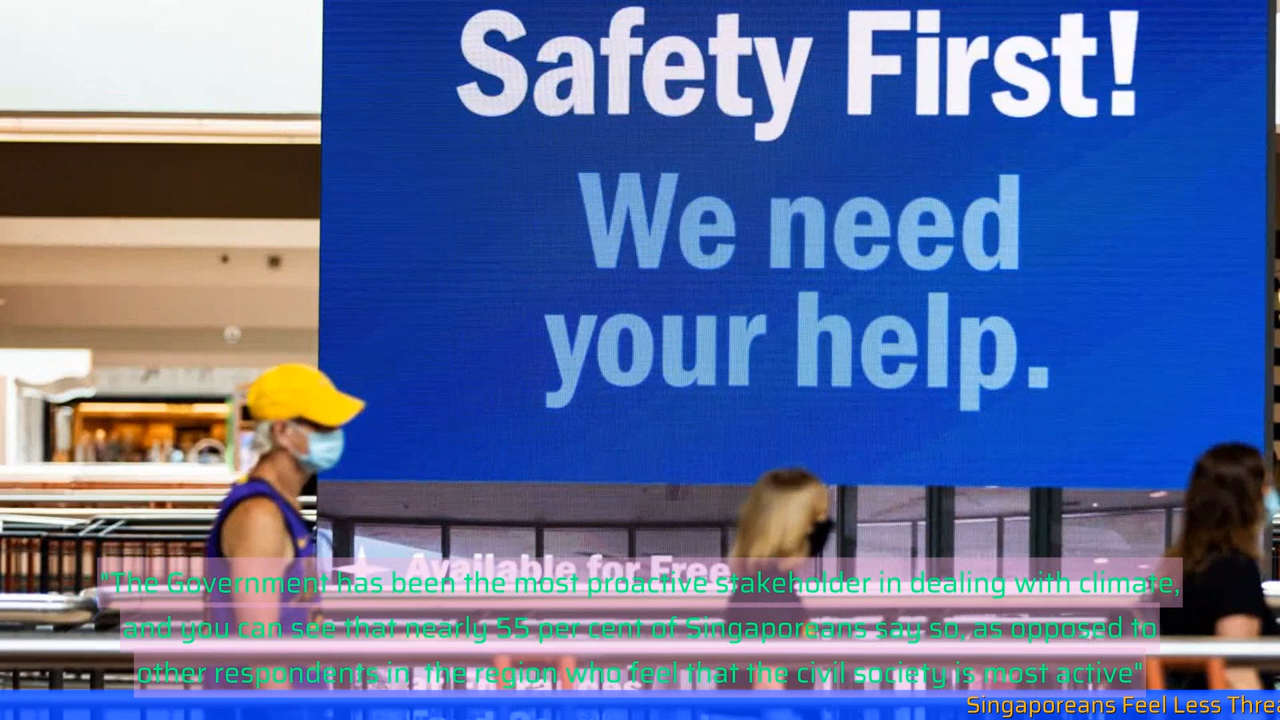 Safety First!
We need
your help.
Available for Free
"The Government has been the most proactive stakeholder in dealing with climate,
and you can see that nearly 55 per cent of Singaporeans say so, as opposed to
other respondents in the region who feel that the civil society is most active"
Singaporeans Feel Less Threa